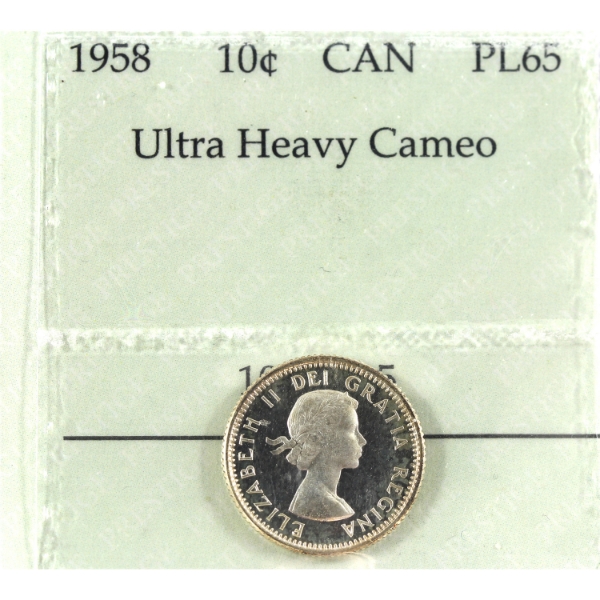 1958 10¢ CAN PL65
Ultra Heavy Cameo
ELIZABETH II DEI GRATIA REGINA